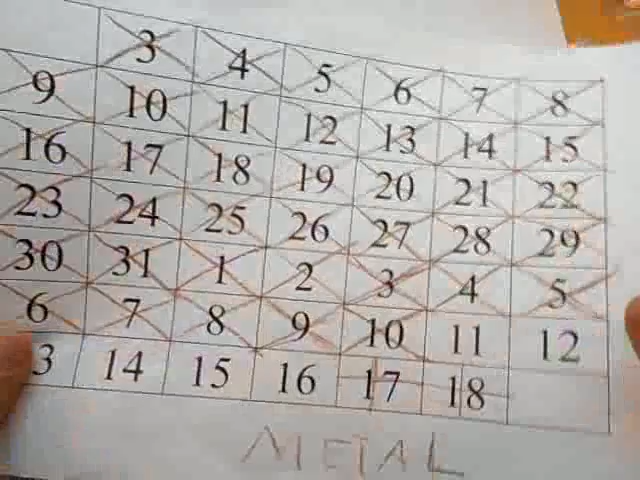 3 4 5 6 7 8
9 10 11 12 13 14 15
16 17 18 19 20 21 22
23 24 25 26 27 28 29
30 31 1 2 3 4 5
6 7 8 9 10 11 12
3 14 15 16 17 18
METAL